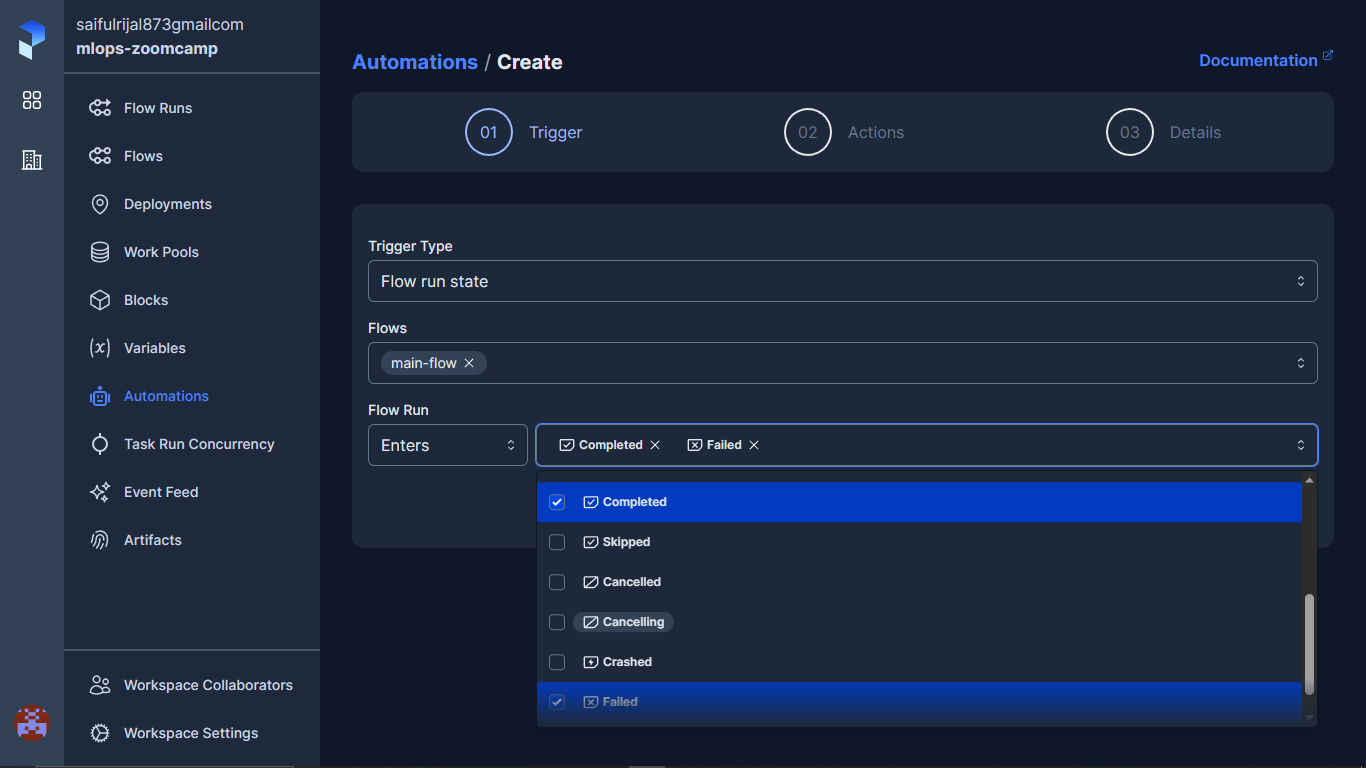 saifulrijal873gmailcom
mlops-zoomcamp
Flow Runs
Flows
Deployments
Work Pools
Blocks
Variables
Automations
Task Run Concurrency
Event Feed
Artifacts
Workspace Collaborators
Workspace Settings
Automations / Create
Documentation
01 Trigger
02 Actions
03 Details
Trigger Type
Flow run state
Flows
main-flow
Flow Run
Enters
Completed Failed
Completed
Skipped
Cancelled
Cancelling
Crashed
Failed